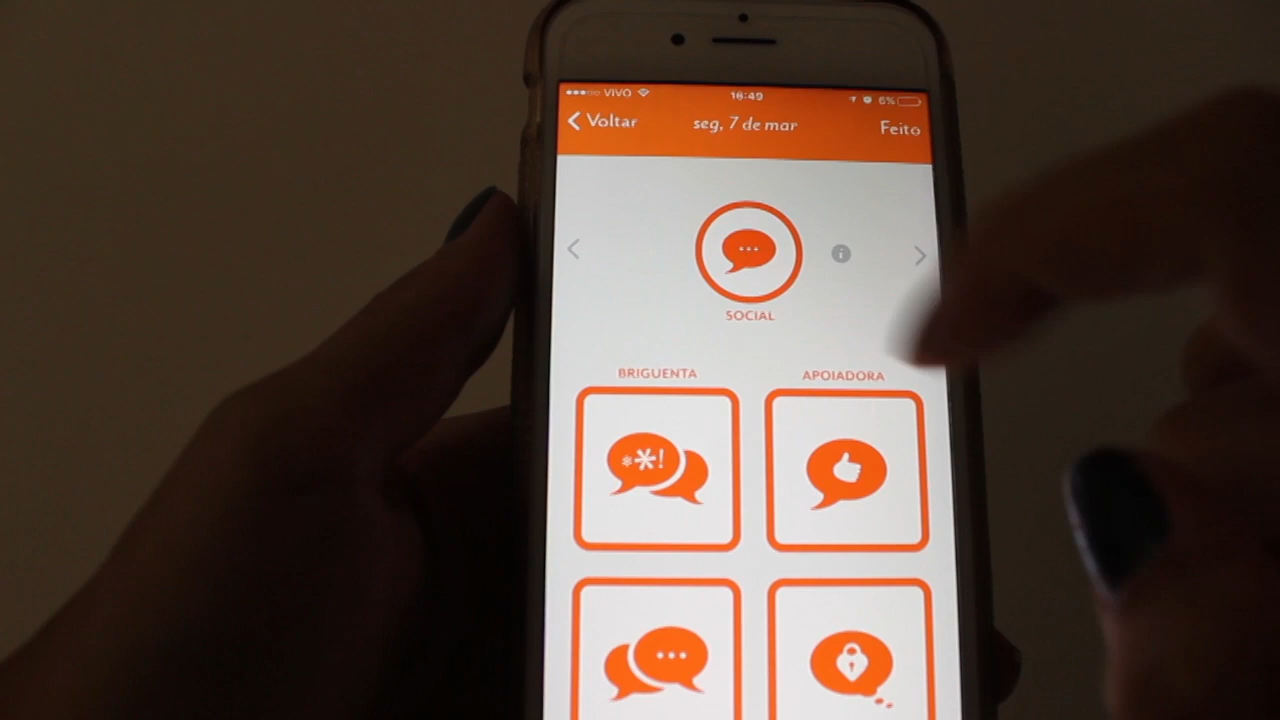 VIVO 16:49 6%
Voltar seg, 7 de mar Feito
SOCIAL
BRIGUENTA APOIADORA
**!